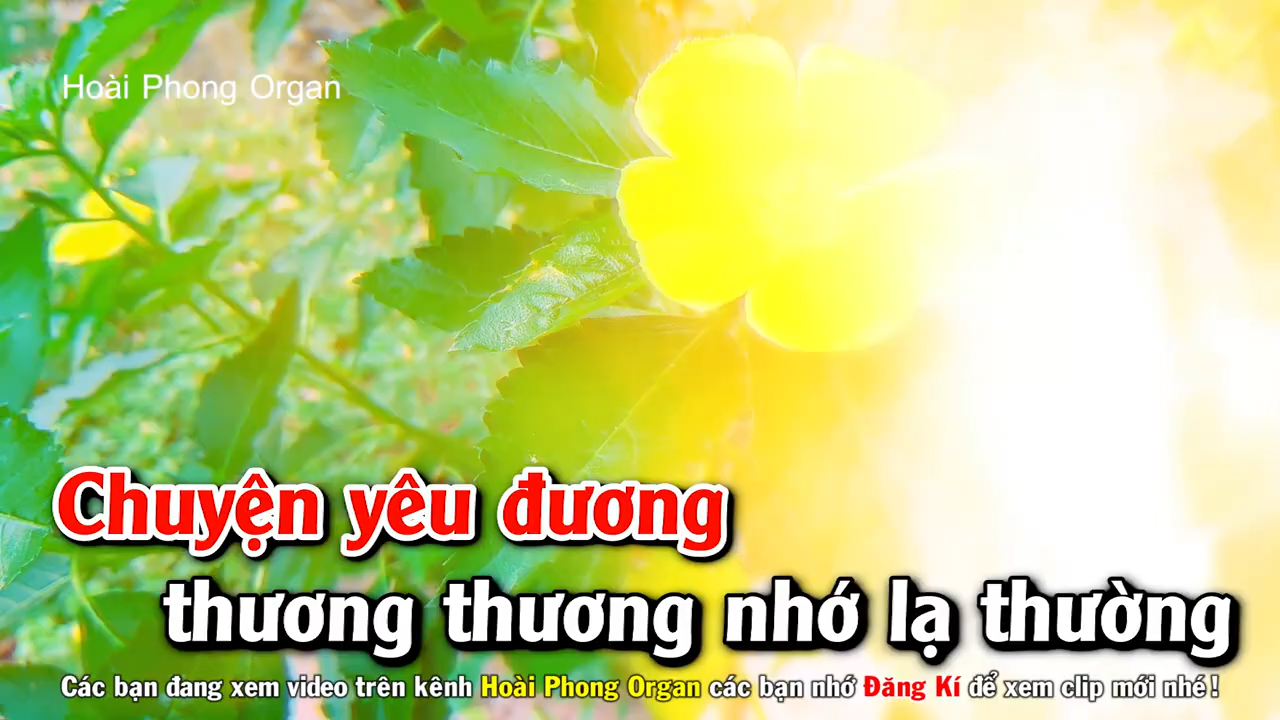 Hoài Phong Organ
Chuyện yêu đương
thương thương nhớ lạ thường
Các bạn đang xem video trên kênh Hoài Phong Organ các bạn nhớ Đăng Kí để xem clip mới nhé!